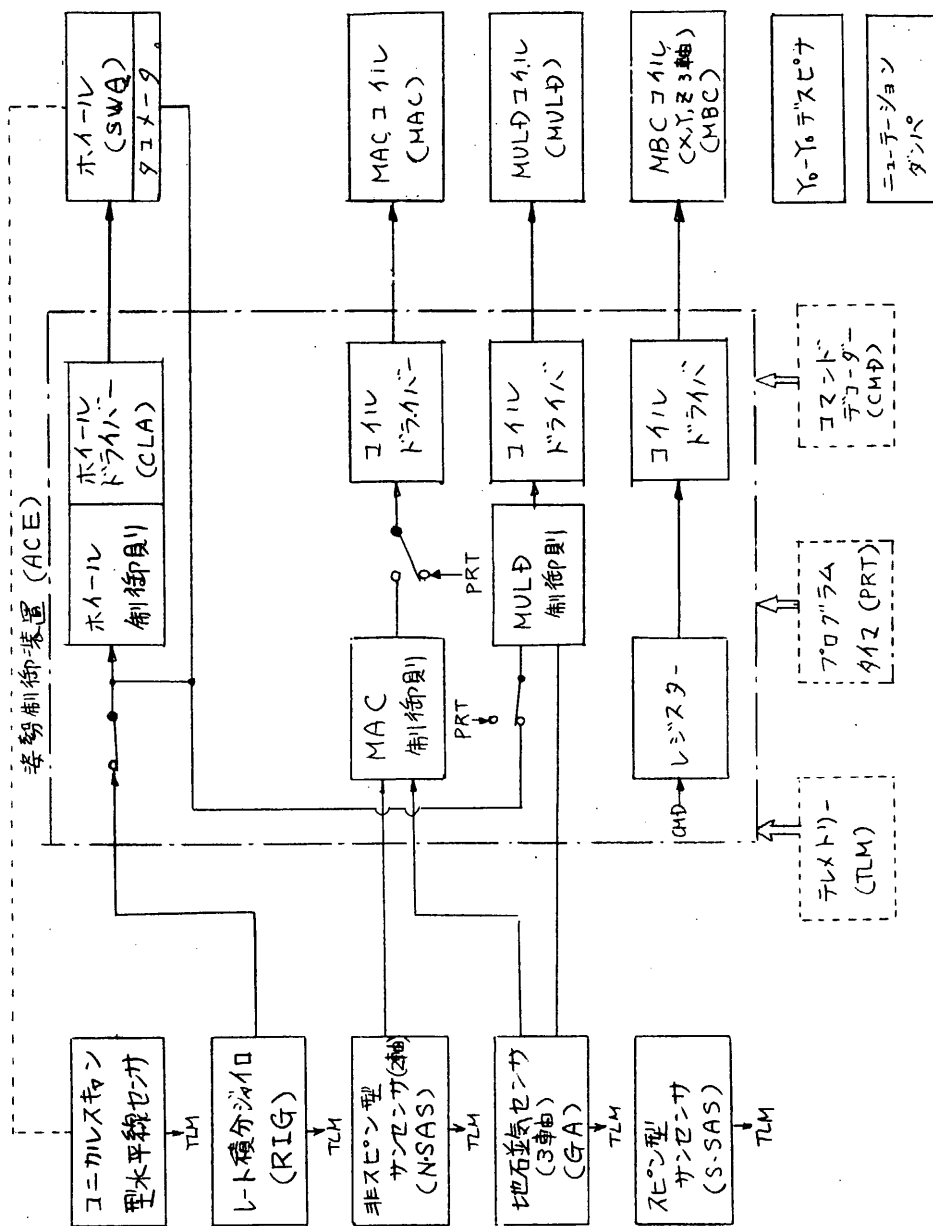 姿勢制御装置 (ACE)
コニカルスキャン
型水平線センサ
TLM
レート積分ジャイロ
(RIG)
TLM
非スピン型
サンセンサ(2軸)
(N・SAS)
TLM
地磁気センサ
(3軸)
(GA)
TLM
スピン型
サンセンサ
(S・SAS)
TLM
ホイール
制御則
ホイール
ドライバー
(CLA)
MAC
制御則
PRT
コイル
ドライバー
PRT
MULD
制御則
コイル
ドライバ
CMD
レジスター
コイル
ドライバ
ホイール
(SWA)
タコメータ
MACコイル
(MAC)
MULDコイル
(MULD)
MBCコイル
(X,Y,Z 3軸)
(MBC)
Yo-Yoデスピナ
ニューテーション
ダンパ
テレメトリー
(TLM)
プログラム
タイマ (PRT)
コマンド
デコーダー
(CMD)